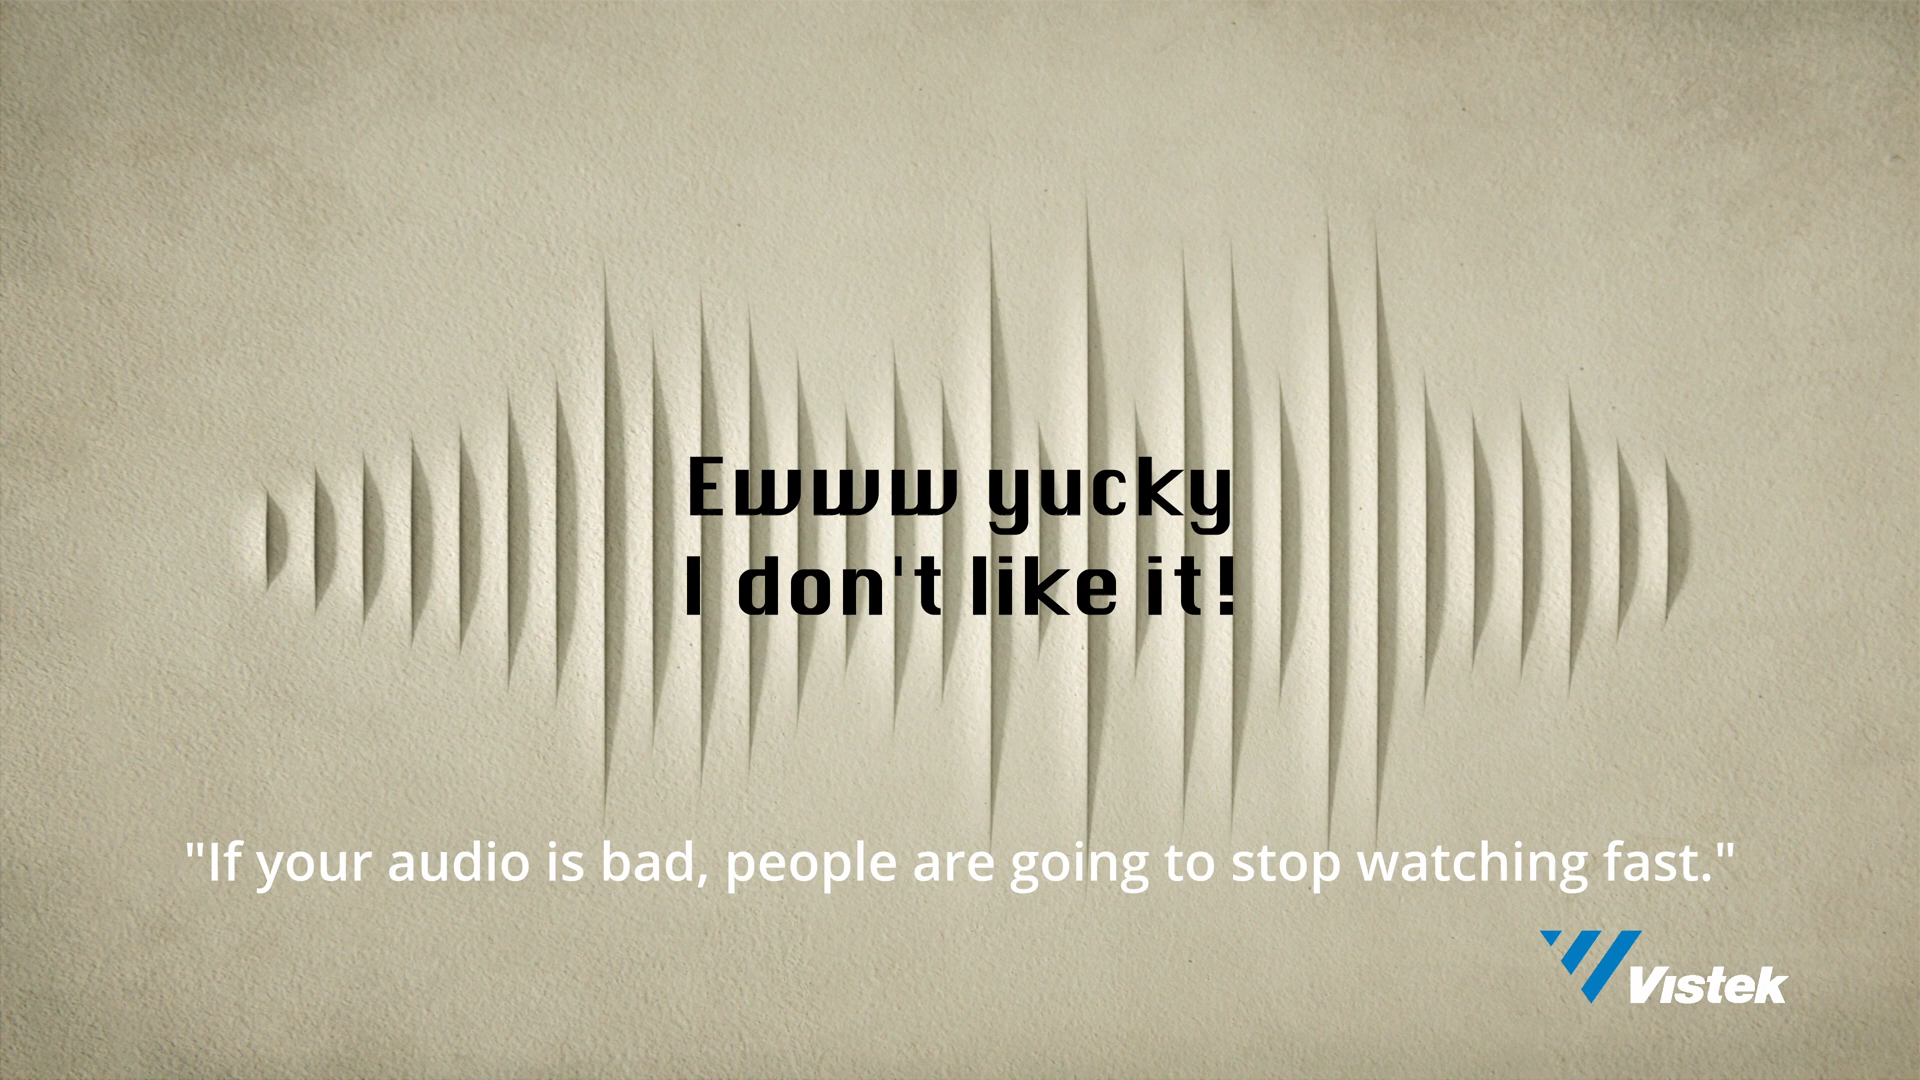 Ewww yucky
I don't like it!
"If your audio is bad, people are going to stop watching fast."
Vistek